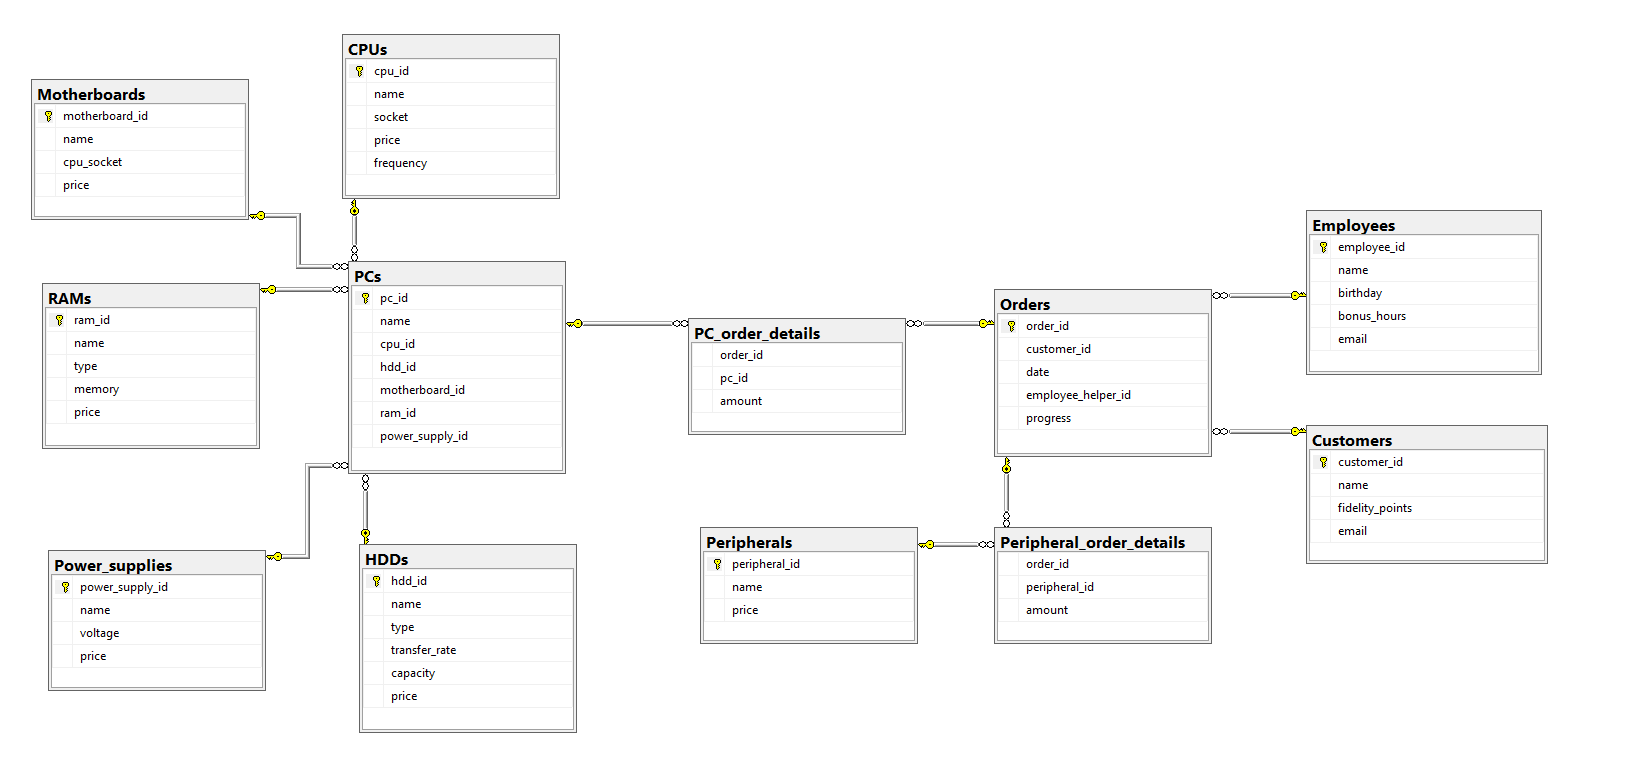 CPUs
cpu_id
name
socket
price
frequency
Motherboards
motherboard_id
name
cpu_socket
price
RAMs
ram_id
name
type
memory
price
PCs
pc_id
name
cpu_id
hdd_id
motherboard_id
ram_id
power_supply_id
Power_supplies
power_supply_id
name
voltage
price
HDDs
hdd_id
name
type
transfer_rate
capacity
price
PC_order_details
order_id
pc_id
amount
Orders
order_id
customer_id
date
employee_helper_id
progress
Employees
employee_id
name
birthday
bonus_hours
email
Customers
customer_id
name
fidelity_points
email
Peripherals
peripheral_id
name
price
Peripheral_order_details
order_id
peripheral_id
amount